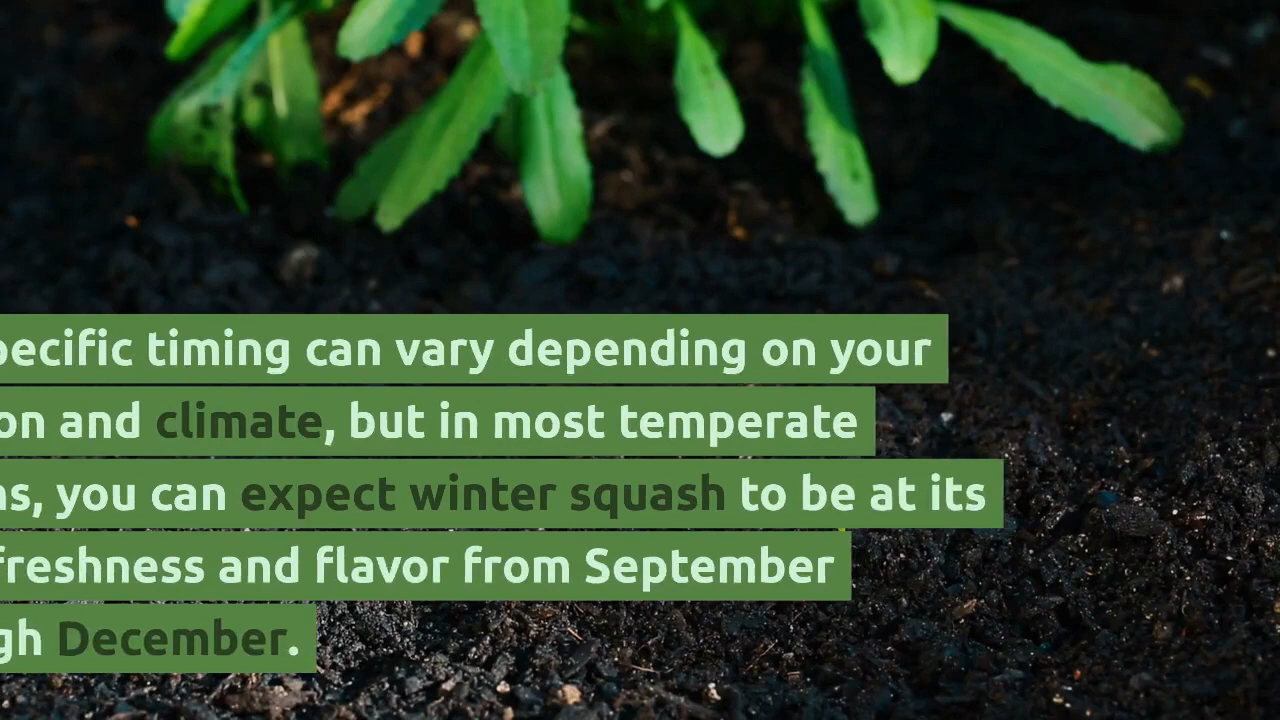 pecific timing can vary depending on your
on and climate, but in most temperate
ns, you can expect winter squash to be at its
freshness and flavor from September
gh December.